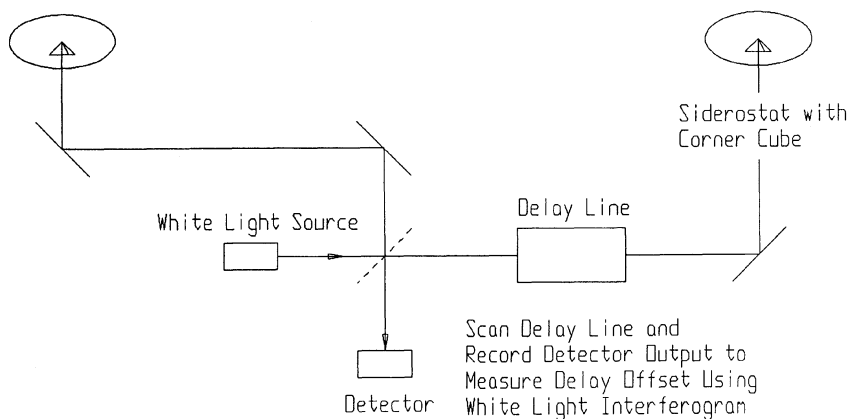 Siderostat with
Corner Cube
White Light Source
Delay Line
Scan Delay Line and
Record Detector Output to
Measure Delay Offset Using
White Light Interferogram
Detector